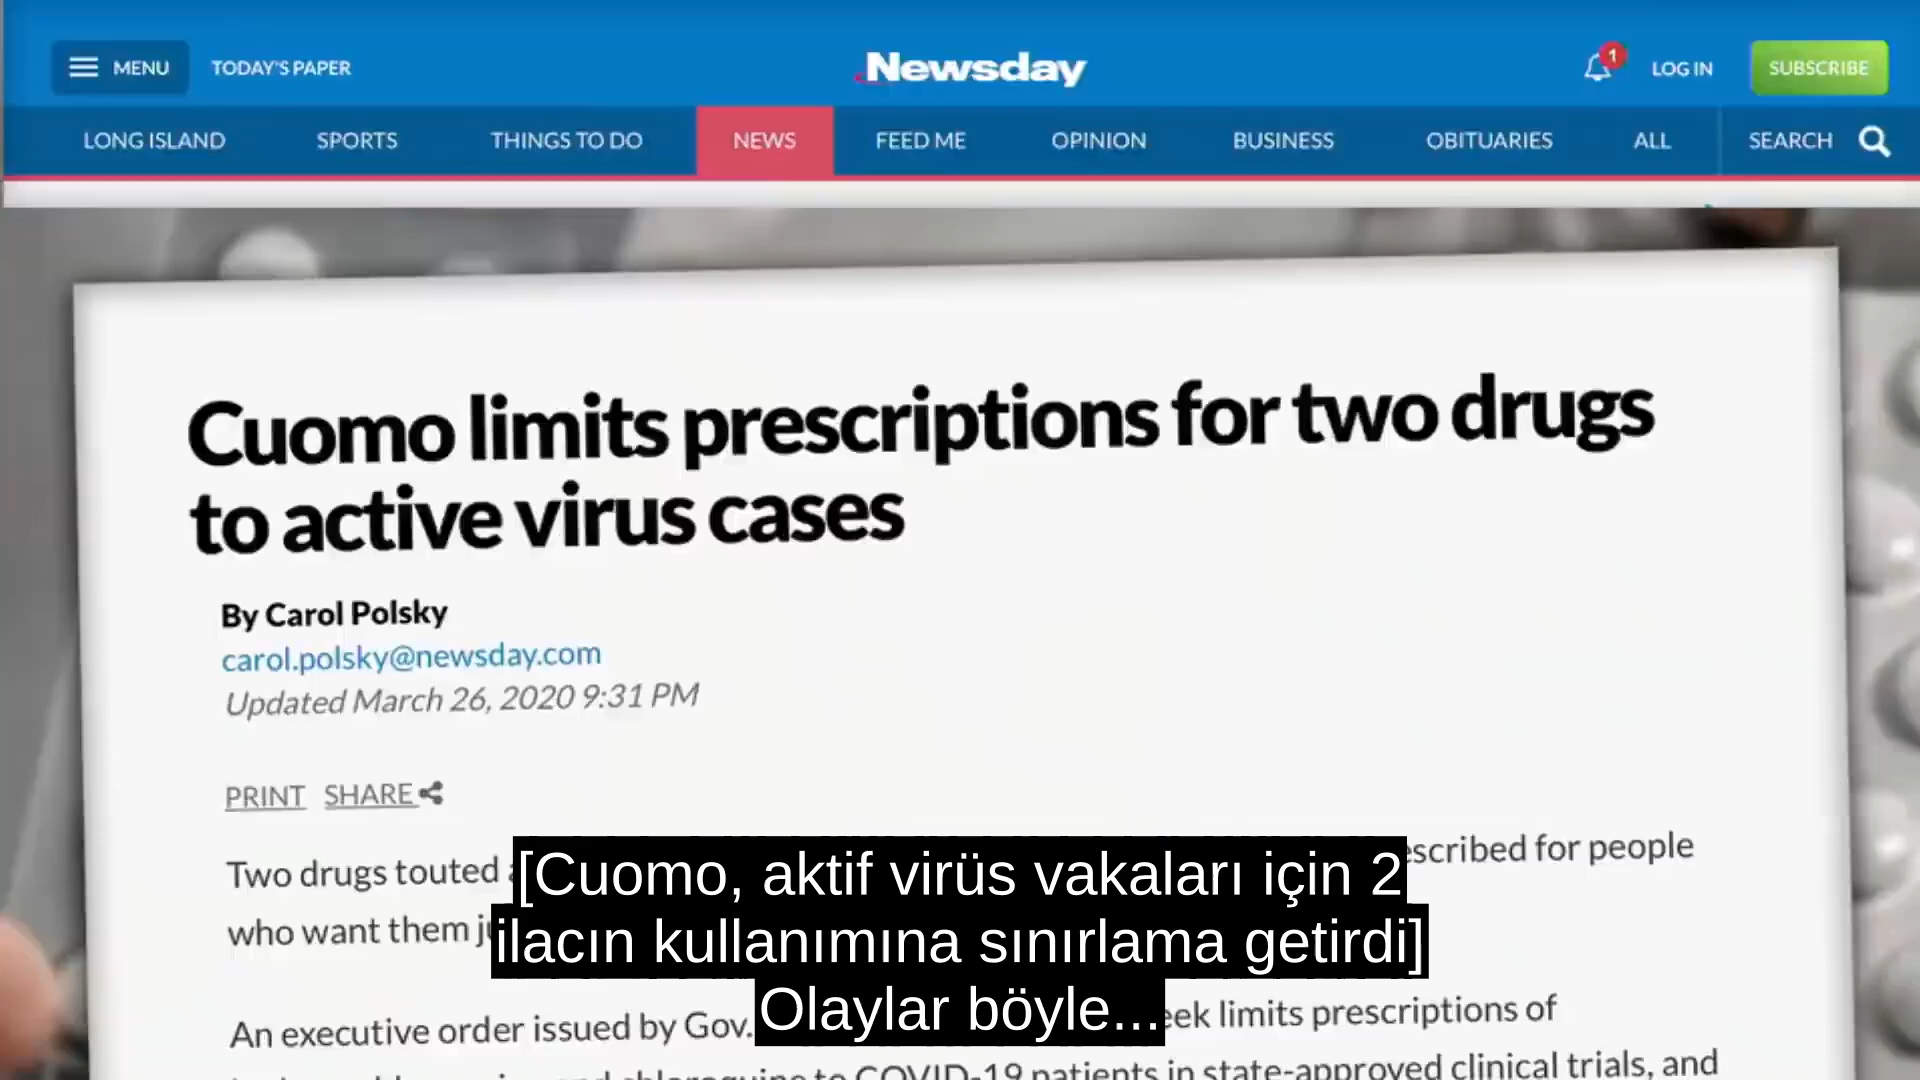 MENU
TODAY'S PAPER
Newsday
1
LOG IN
SUBSCRIBE
LONG ISLAND
SPORTS
THINGS TO DO
NEWS
FEED ME
OPINION
BUSINESS
OBITUARIES
ALL
SEARCH
Cuomo limits prescriptions for two drugs
to active virus cases
By Carol Polsky
carol.polsky@newsday.com
Updated March 26, 2020 9:31 PM
PRINT SHARE
Two drugs touted for people
who want them
An executive order issued by Gov. limits prescriptions of
chloroquine to COVID-19 patients in state-approved clinical trials, and
[Cuomo, aktif virüs vakaları için 2
ilacın kullanımına sınırlama getirdi]
Olaylar böyle...